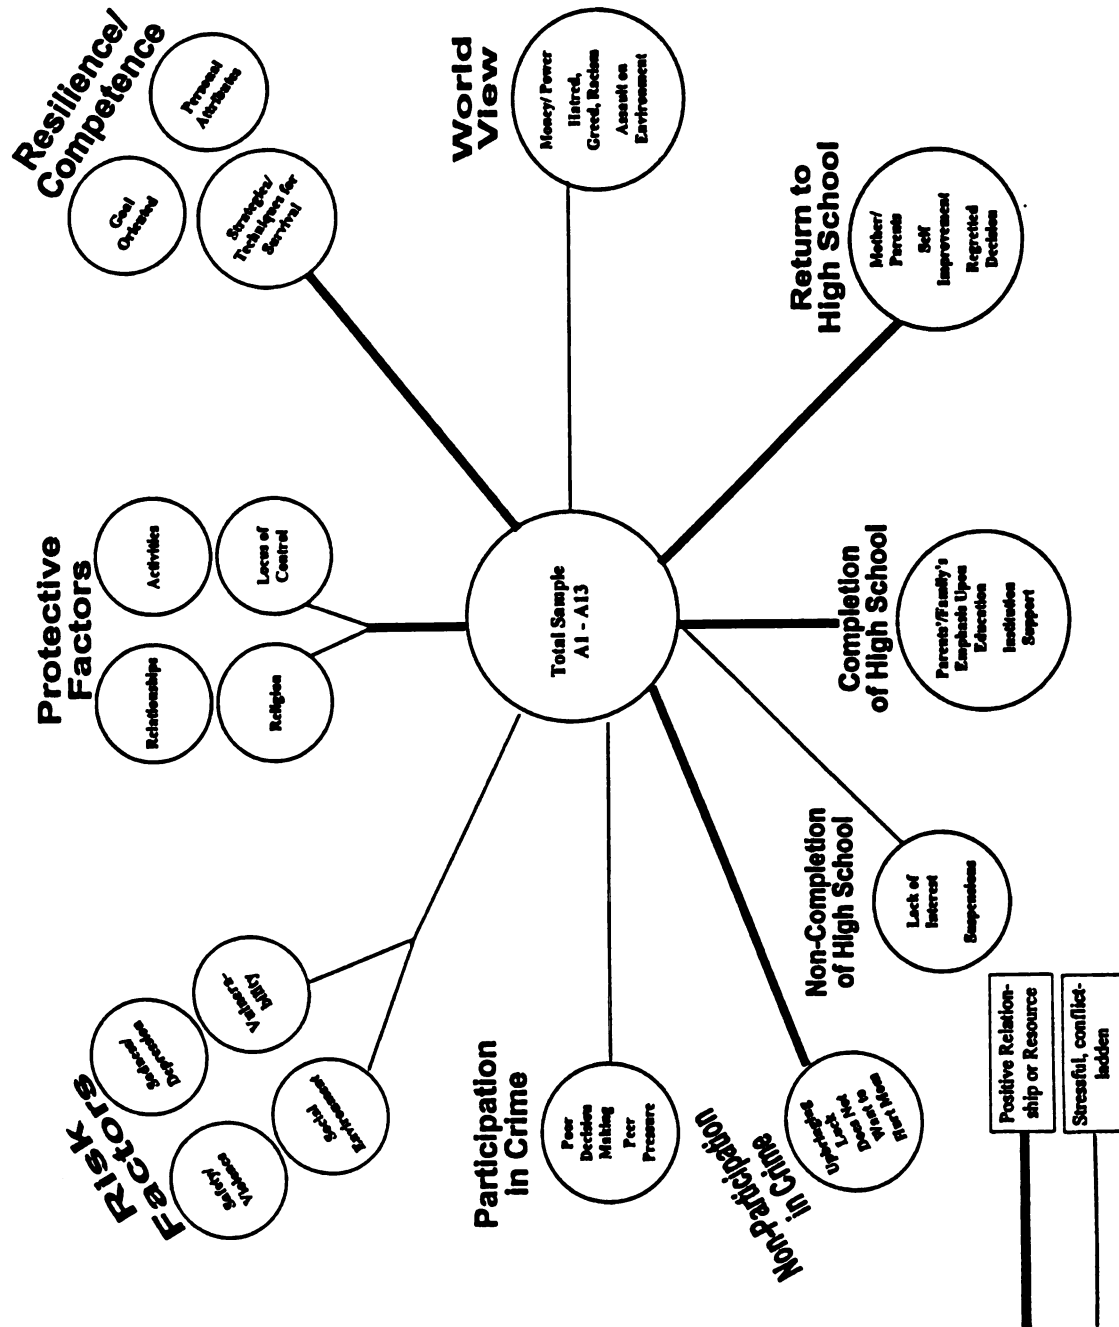 Risk
Factors
Safety/
Violence
Sadness/
Depression
Social
Environment
Vulnera-
bility
Protective
Factors
Relationships
Activities
Religion
Locus of
Control
Resilience/
Competence
Goal
Oriented
Personal
Attributes
Strategies/
Techniques for
Survival
Participation
in Crime
Poor
Decision
Making
Peer
Pressure
Total Sample
A1 - A13
World
View
Money/ Power
Hatred,
Greed, Racism
Assault on
Environment
Non-Participation
in Crime
Upbringing
Luck
Does Not
Want to
Hurt Mom
Non-Completion
of High School
Lack of
Interest
Suspensions
Completion
of High School
Parents'/Family's
Emphasis Upon
Education
Institution
Support
Return to
High School
Mother/
Parents
Self
Improvement
Regretted
Decision
Positive Relation-
ship or Resource
Stressful, conflict-
laden